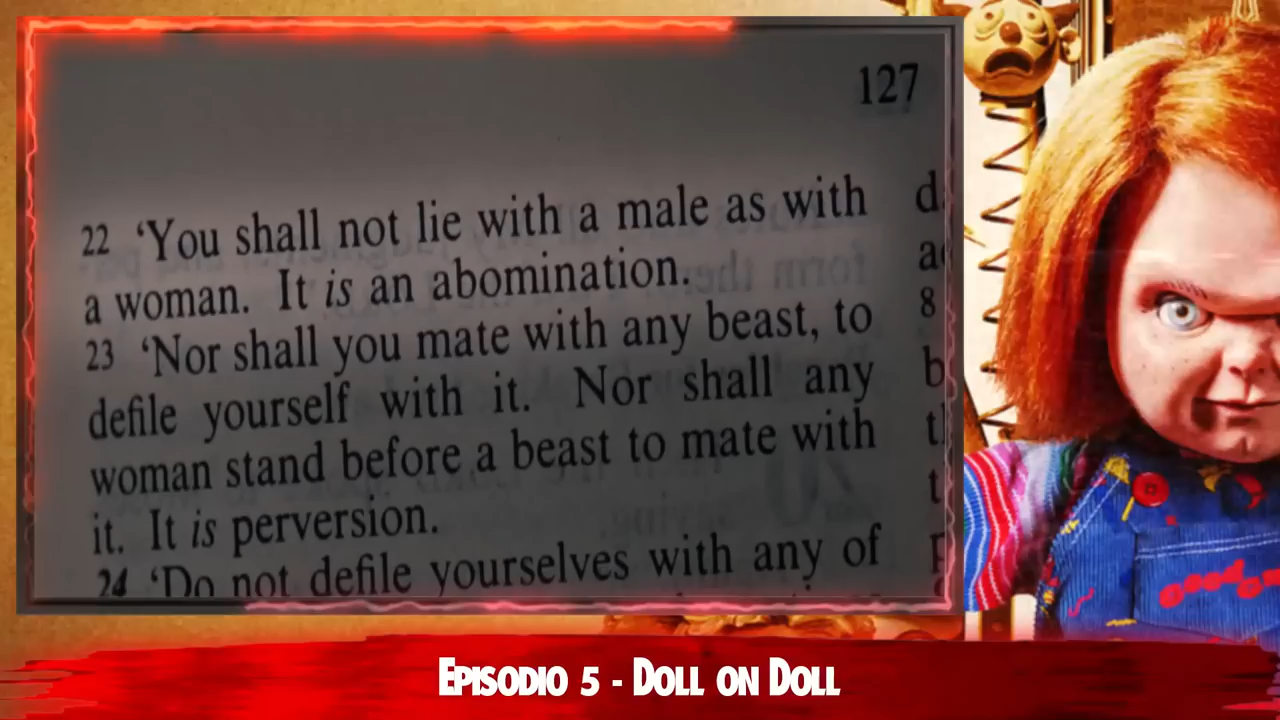 127
22 ‘You shall not lie with a male as with
a woman. It is an abomination.
23 ‘Nor shall you mate with any beast, to
defile yourself with it. Nor shall any
woman stand before a beast to mate with
it. It is perversion.
24 ‘Do not defile yourselves with any of
8
Episodio 5 - Doll on Doll